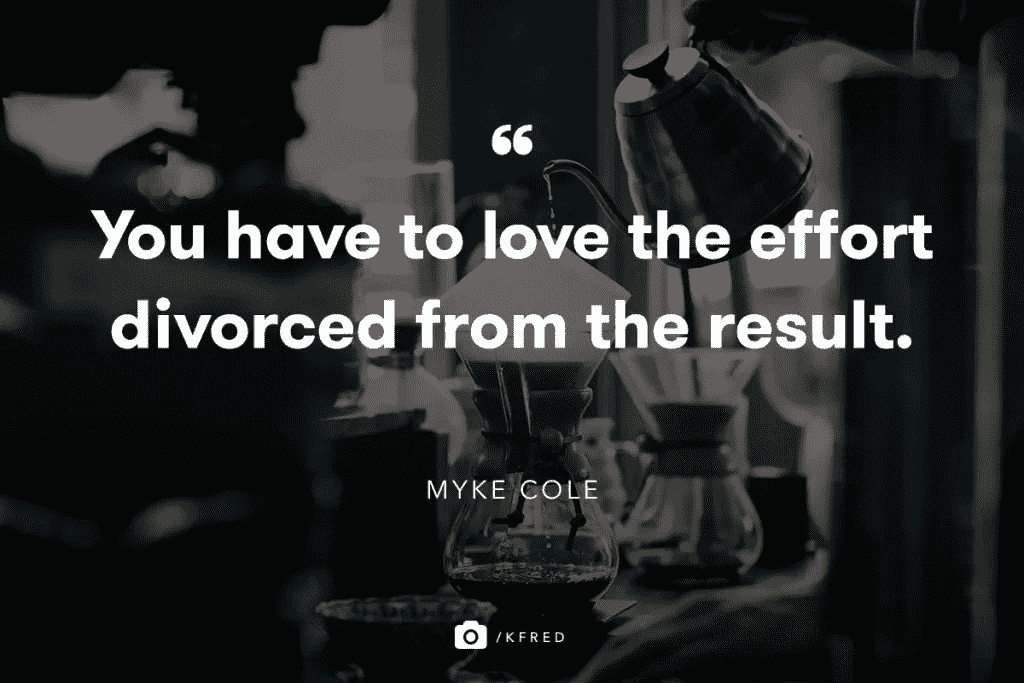 “
You have to love the effort
divorced from the result.
MYKE COLE
/KFRED